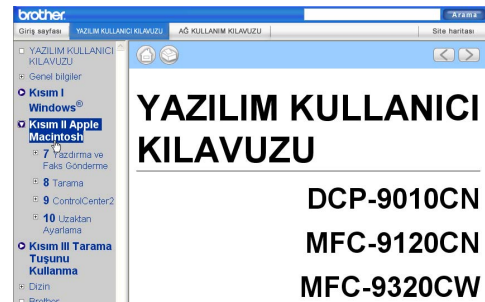 brother
Arama
Giriş sayfası
YAZILIM KULLANICI KILAVUZU
AĞ KULLANIM KILAVUZU
Site haritası
YAZILIM KULLANICI
KILAVUZU
Genel bilgiler
Kısım I
Windows®
Kısım II Apple
Macintosh
7 Yazdırma ve
Faks Gönderme
8 Tarama
9 ControlCenter2
10 Uzaktan
Ayarlama
Kısım III Tarama
Tuşunu
Kullanma
Dizin
Brother
YAZILIM KULLANICI
KILAVUZU
DCP-9010CN
MFC-9120CN
MFC-9320CW